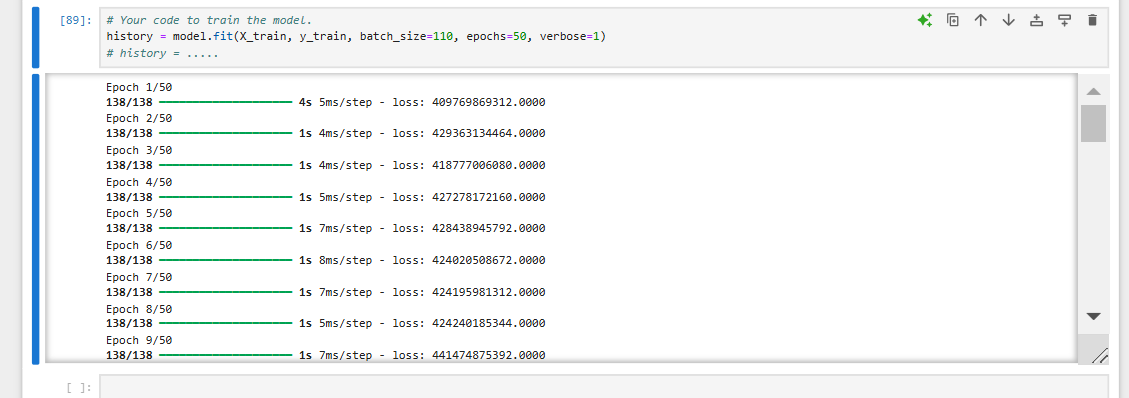 [89]: # Your code to train the model.
history = model.fit(X_train, y_train, batch_size=110, epochs=50, verbose=1)
# history = .....
Epoch 1/50
138/138 ━━━━━━━━━━━━━━━━━━━━ 4s 5ms/step - loss: 409769869312.0000
Epoch 2/50
138/138 ━━━━━━━━━━━━━━━━━━━━ 1s 4ms/step - loss: 429363134464.0000
Epoch 3/50
138/138 ━━━━━━━━━━━━━━━━━━━━ 1s 4ms/step - loss: 418777006080.0000
Epoch 4/50
138/138 ━━━━━━━━━━━━━━━━━━━━ 1s 5ms/step - loss: 427278172160.0000
Epoch 5/50
138/138 ━━━━━━━━━━━━━━━━━━━━ 1s 7ms/step - loss: 428438945792.0000
Epoch 6/50
138/138 ━━━━━━━━━━━━━━━━━━━━ 1s 8ms/step - loss: 424020508672.0000
Epoch 7/50
138/138 ━━━━━━━━━━━━━━━━━━━━ 1s 7ms/step - loss: 424195981312.0000
Epoch 8/50
138/138 ━━━━━━━━━━━━━━━━━━━━ 1s 5ms/step - loss: 424240185344.0000
Epoch 9/50
138/138 ━━━━━━━━━━━━━━━━━━━━ 1s 7ms/step - loss: 441474875392.0000
[ ]: